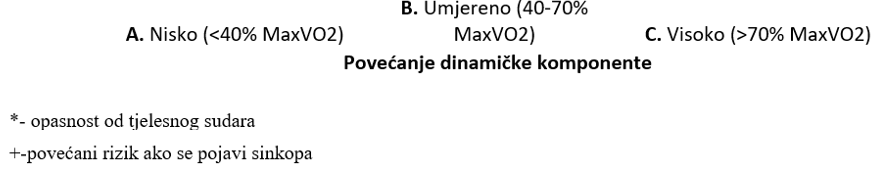 B. Umjereno (40-70%
A. Nisko (<40% MaxVO2) MaxVO2) C. Visoko (>70% MaxVO2)
Povećanje dinamičke komponente
*- opasnost od tjelesnog sudara
+-povećani rizik ako se pojavi sinkopa